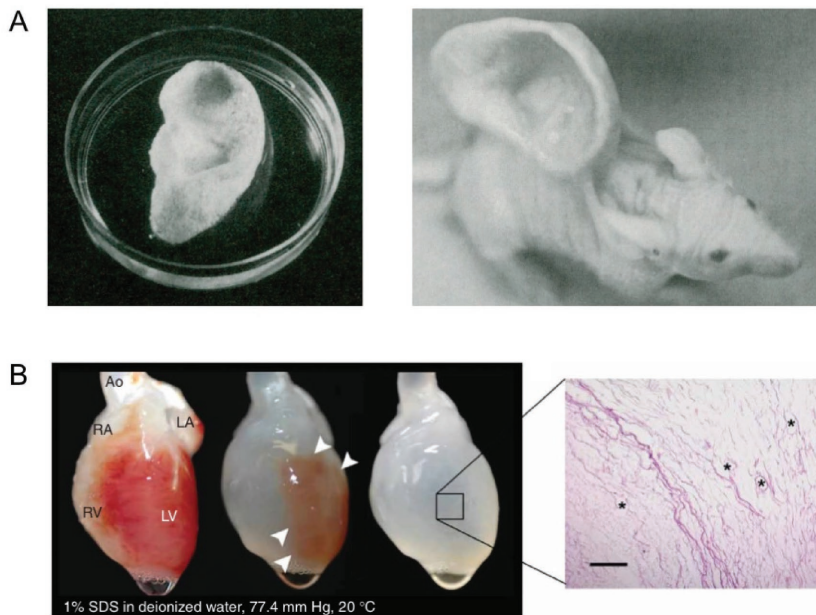 A
B
Ao
RA
LA
RV
LV
*
*
*
*
1% SDS in deionized water, 77.4 mm Hg, 20 °C